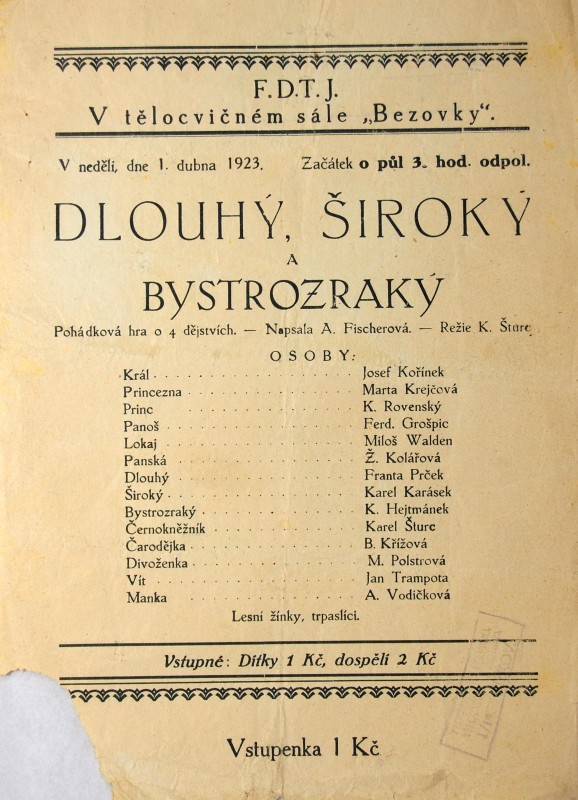 F.D.T.J.
V tělocvičném sále „Bezovky“.
V neděli, dne 1. dubna 1923. Začátek o půl 3. hod. odpol.
DLOUHÝ, ŠIROKÝ
A
BYSTROZRAKÝ
Pohádková hra o 4 dějstvích. — Napsala A. Fischerová. — Režie K. Šturc
OSOBY:
Král Josef Kořínek
Princezna Marta Krejčová
Princ K. Rovenský
Panoš Ferd. Grošpic
Lokaj Miloš Walden
Panská Ž. Kolářová
Dlouhý Franta Prček
Široký Karel Karásek
Bystrozraký K. Hejtmánek
Černokněžník Karel Šturc
Čarodějka B. Křížová
Divoženka M. Polstrová
Vít Jan Trampota
Manka A. Vodičková
Lesní žínky, trpaslíci.
Vstupné: Dítky 1 Kč, dospělí 2 Kč
Vstupenka 1 Kč